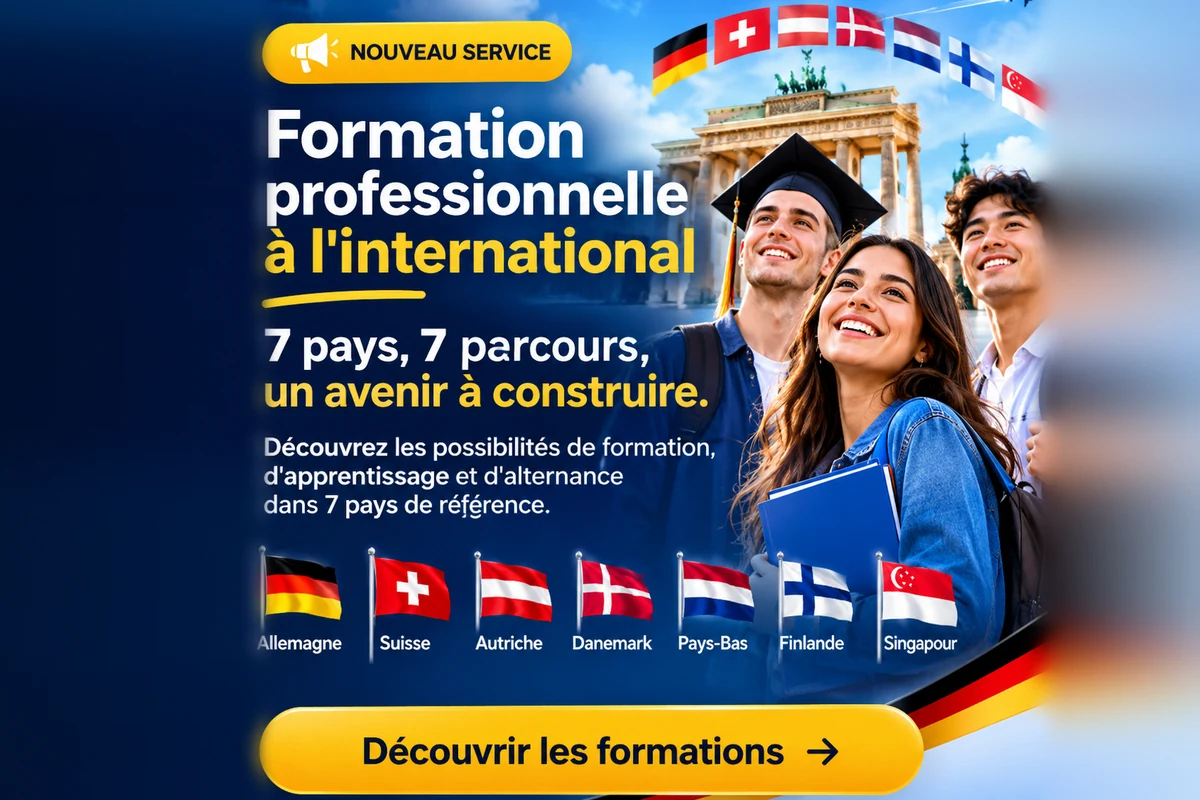 NOUVEAU SERVICE
Formation
professionnelle
à l'international
7 pays, 7 parcours,
un avenir à construire.
Découvrez les possibilités de formation,
d'apprentissage et d'alternance
dans 7 pays de référence.
Allemagne
Suisse
Autriche
Danemark
Pays-Bas
Finlande
Singapour
Découvrir les formations →